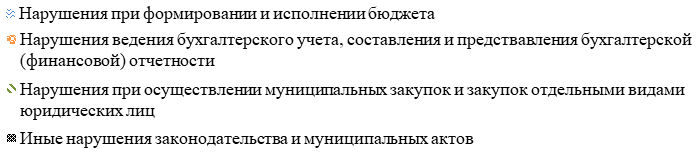 Нарушения при формировании и исполнении бюджета
Нарушения ведения бухгалтерского учета, составления и предствавления бухгалтерской
(финансовой) отчетности
Нарушения при осуществлении муниципальных закупок и закупок отдельными видами
юридических лиц
Иные нарушения законодательства и муниципальных актов